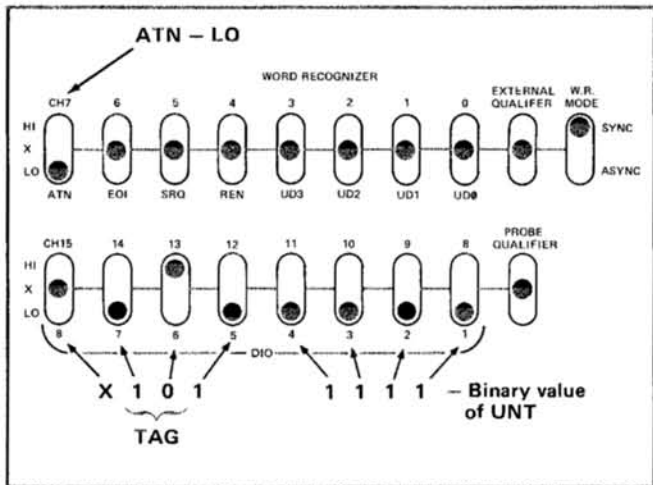 ATN – LO
WORD RECOGNIZER
CH7 6 5 4 3 2 1 0 EXTERNAL QUALIFER W.R. MODE
HI SYNC
X
LO ASYNC
ATN EOI SRQ REN UD3 UD2 UD1 UDØ
CH15 14 13 12 11 10 9 8 PROBE QUALIFIER
HI
X
LO
8 7 6 5 4 3 2 1
DIO
X 1 0 1 1 1 1 1 – Binary value
of UNT
TAG